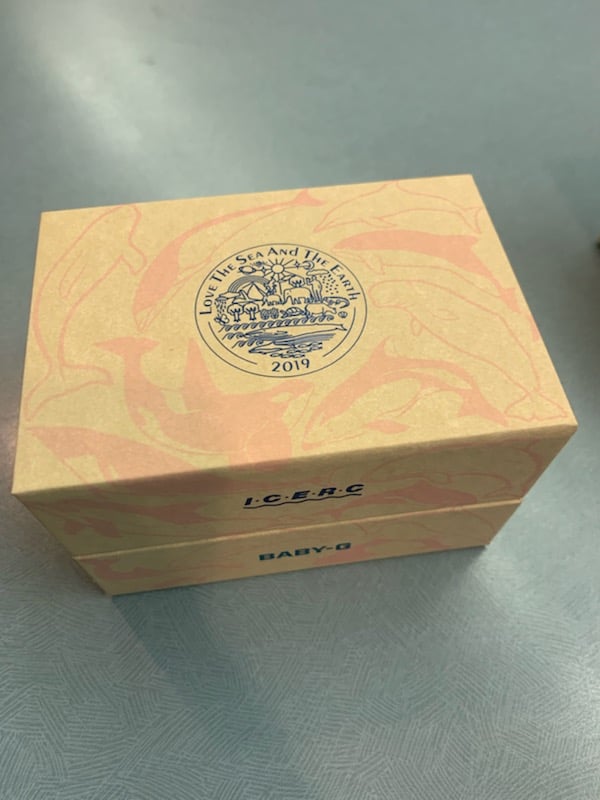 LOVE THE SEA AND THE EARTH
2019
I·C·E·R·C
BABY-G